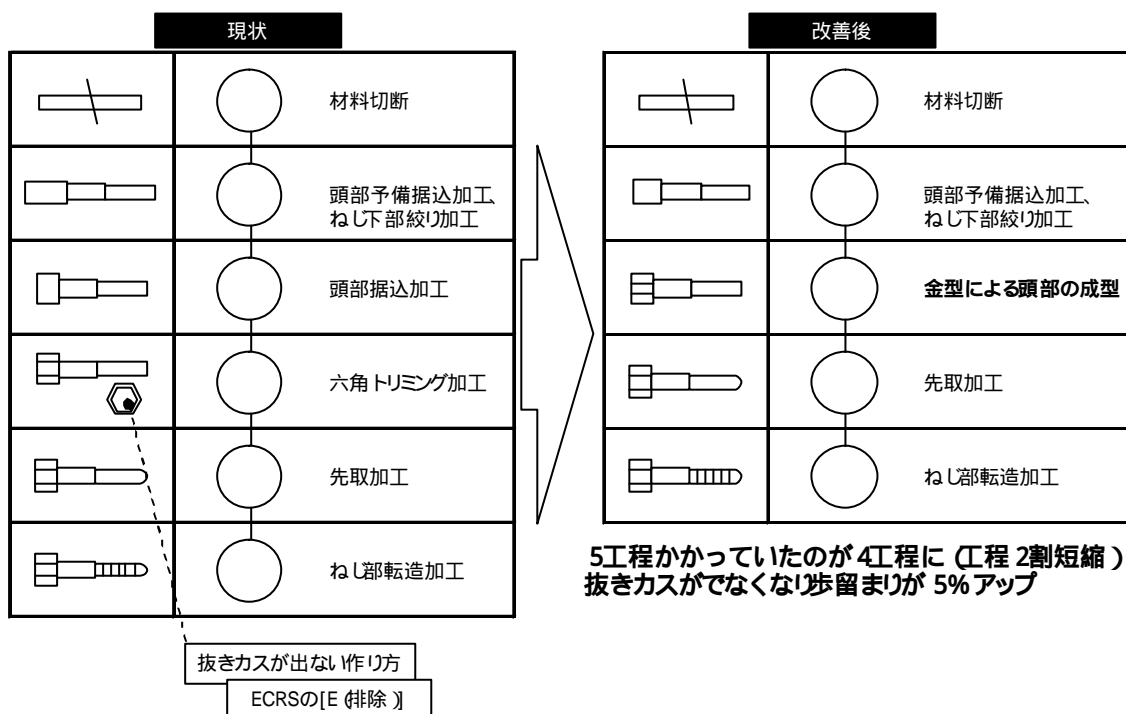 現状
材料切断
頭部予備据込加工、
ねじ下部絞り加工
頭部据込加工
六角トリミング加工
先取加工
ねじ部転造加工
抜きカスが出ない作り方
ECRSの[E(排除)]
改善後
材料切断
頭部予備据込加工、
ねじ下部絞り加工
金型による頭部の成型
先取加工
ねじ部転造加工
5工程かかっていたのが4工程に(工程2割短縮)
抜きカスがでなくなり歩留まりが5%アップ